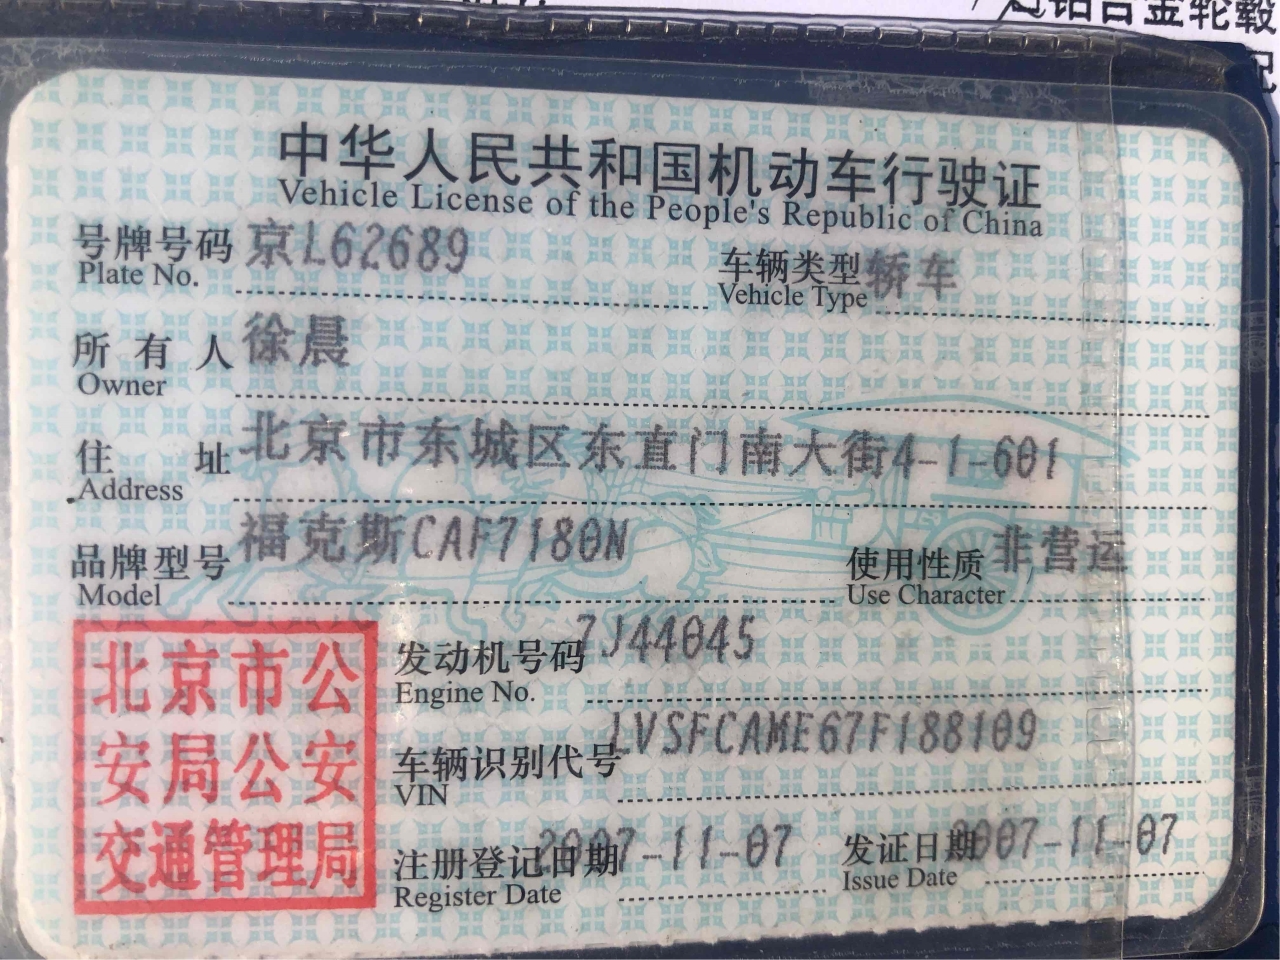 铝合金轮毂
中华人民共和国机动车行驶证
Vehicle License of the People's Republic of China
号牌号码 京L62689 车辆类型 轿车
Plate No. Vehicle Type
所有人 徐晨
Owner
住址 北京市东城区东直门南大街4-1-601
Address
品牌型号 福克斯CAF7180N 使用性质 非营运
Model Use Character
发动机号码 7J44045
Engine No.
车辆识别代号 LVSFCAME67F188109
VIN
注册登记日期 2007-11-07 发证日期 2007-11-07
Register Date Issue Date
北京市公
安局公安
交通管理局